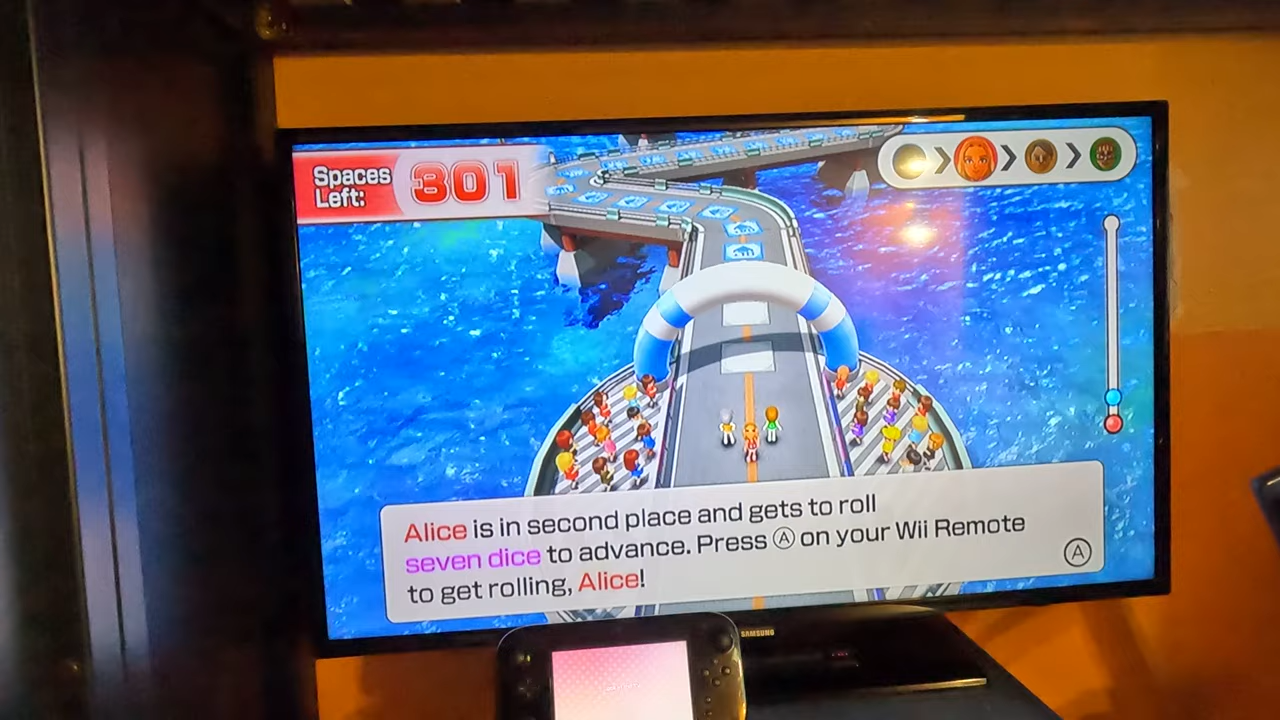 Spaces
Left:
301
Alice is in second place and gets to roll
seven dice to advance. Press Ⓐ on your Wii Remote
to get rolling, Alice!
Ⓐ
SAMSUNG